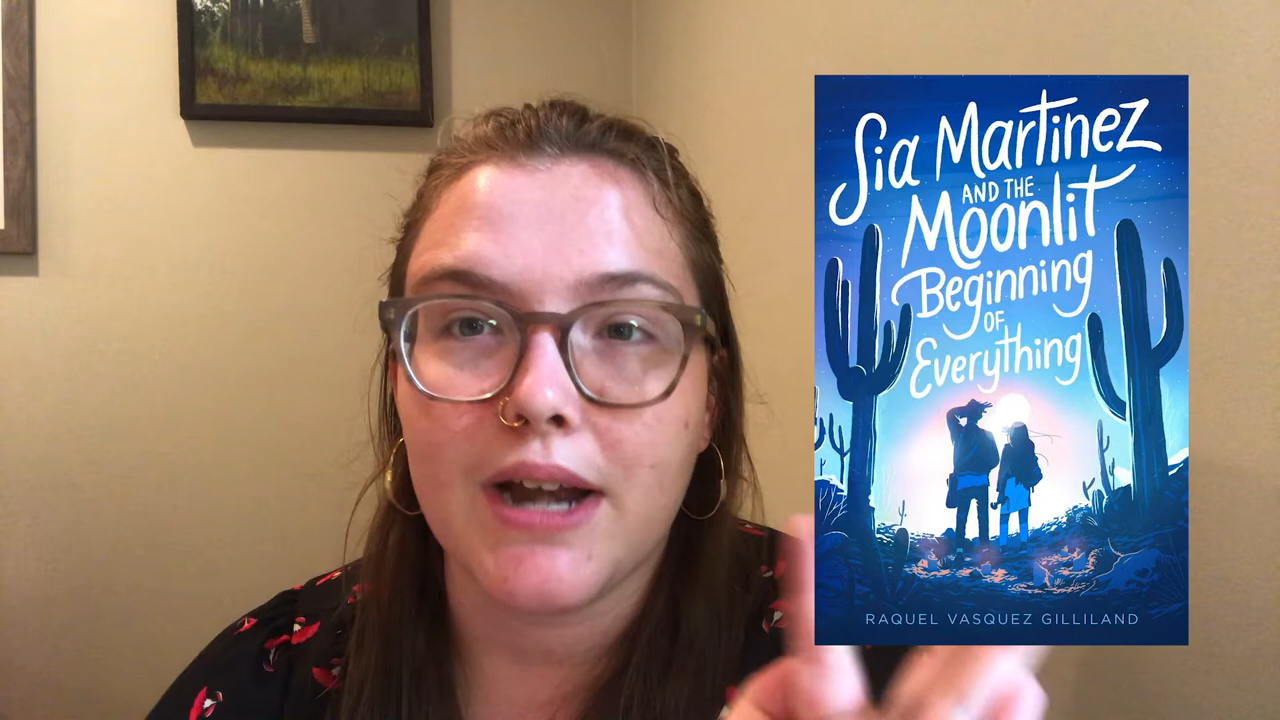 Sia Martinez
AND THE
Moonlit
Beginning
OF
Everything
RAQUEL VASQUEZ GILLILAND